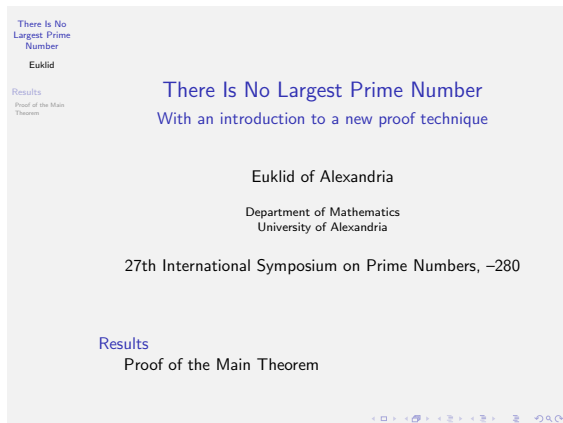 There Is No
Largest Prime
Number
Euklid
Results
Proof of the Main
Theorem
There Is No Largest Prime Number
With an introduction to a new proof technique
Euklid of Alexandria
Department of Mathematics
University of Alexandria
27th International Symposium on Prime Numbers, –280
Results
Proof of the Main Theorem